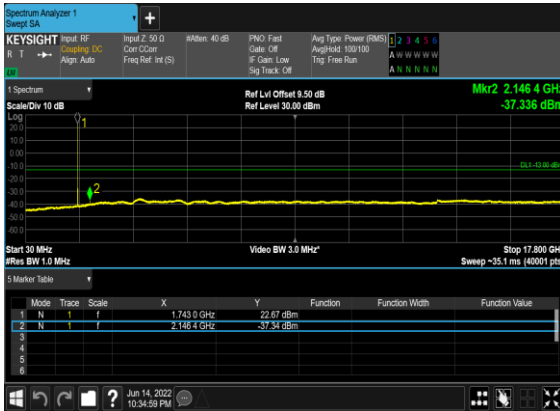 Spectrum Analyzer 1
Swept SA
+
KEYSIGHT
R T
LW
Input: RF
Coupling: DC
Align: Auto
Input Z: 50 Ω
Corr CCorr
Freq Ref: Int (S)
#Atten: 40 dB
PNO: Fast
Gate: Off
IF Gain: Low
Sig Track: Off
Avg Type: Power (RMS)
Avg|Hold: 100/100
Trig: Free Run
1 2 3 4 5 6
A W W W W W
A N N N N N
1 Spectrum
Scale/Div 10 dB
Ref Lvl Offset 9.50 dB
Ref Level 30.00 dBm
Mkr2 2.146 4 GHz
-37.336 dBm
Log
20.0
10.0
0.00
-10.0
-20.0
-30.0
-40.0
-50.0
-60.0
1
2
DL1 -13.00 dBm
Start 30 MHz
#Res BW 1.0 MHz
Video BW 3.0 MHz*
Stop 17.800 GHz
Sweep ~35.1 ms (40001 pts)
5 Marker Table
Mode Trace Scale X Y Function Function Width Function Value
1 N 1 f 1.743 0 GHz 22.67 dBm
2 N 1 f 2.146 4 GHz -37.34 dBm
3
4
5
6
?
Jun 14, 2022
10:34:59 PM